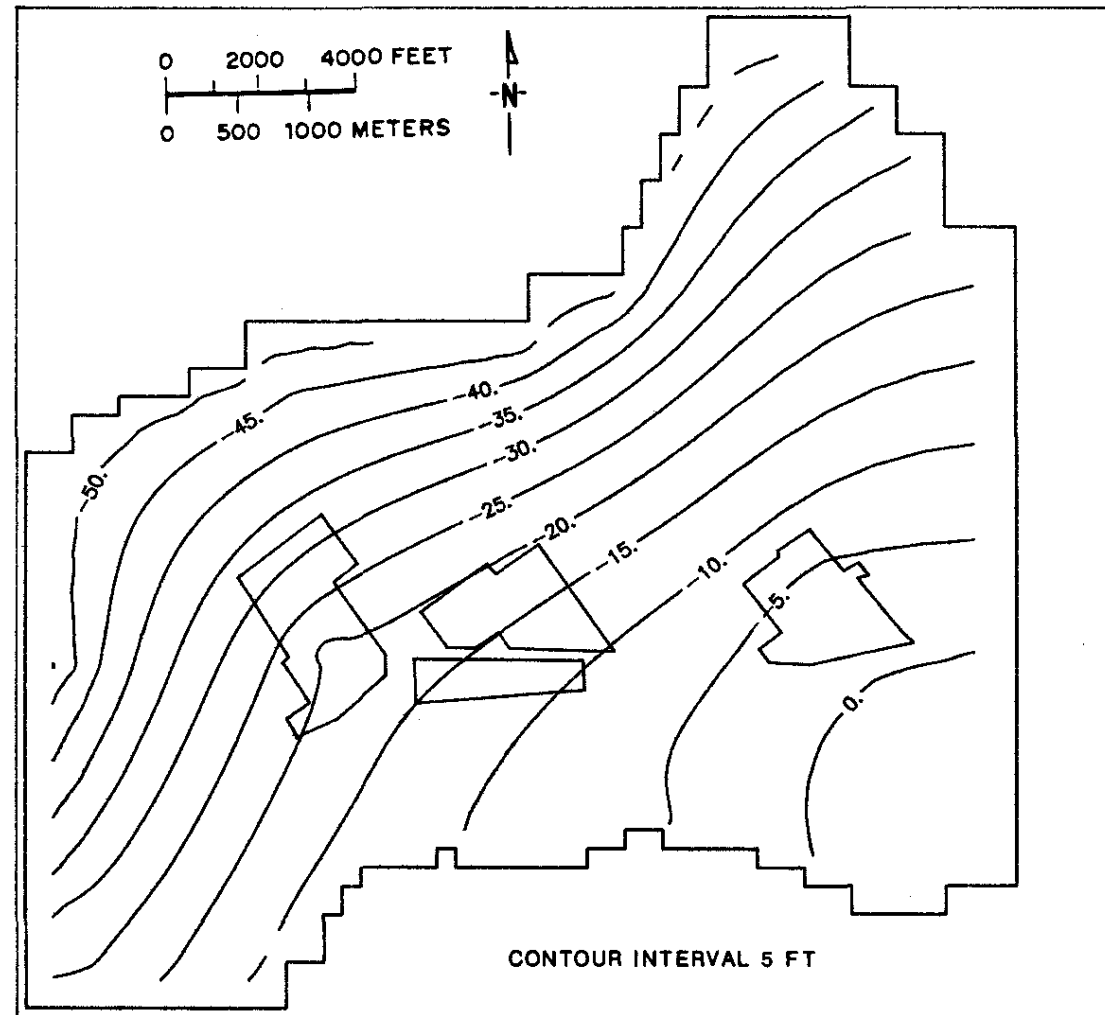 0 2000 4000 FEET
0 500 1000 METERS
-N-
-40.
-45.
-35.
-30.
-50.
-25.
-20.
-15.
-10.
-5.
0.
CONTOUR INTERVAL 5 FT